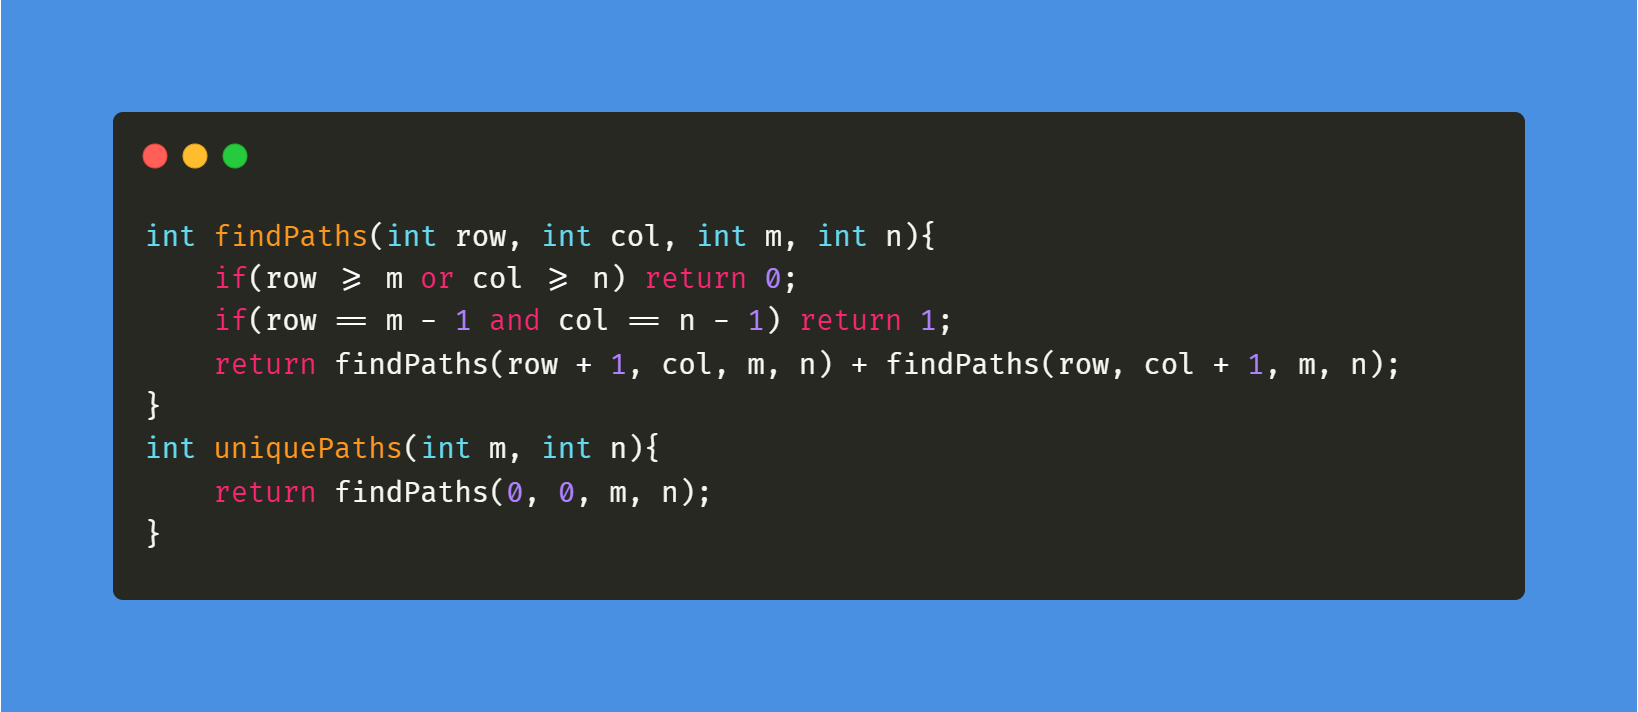 int findPaths(int row, int col, int m, int n){
    if(row >= m or col >= n) return 0;
    if(row == m - 1 and col == n - 1) return 1;
    return findPaths(row + 1, col, m, n) + findPaths(row, col + 1, m, n);
}
int uniquePaths(int m, int n){
    return findPaths(0, 0, m, n);
}